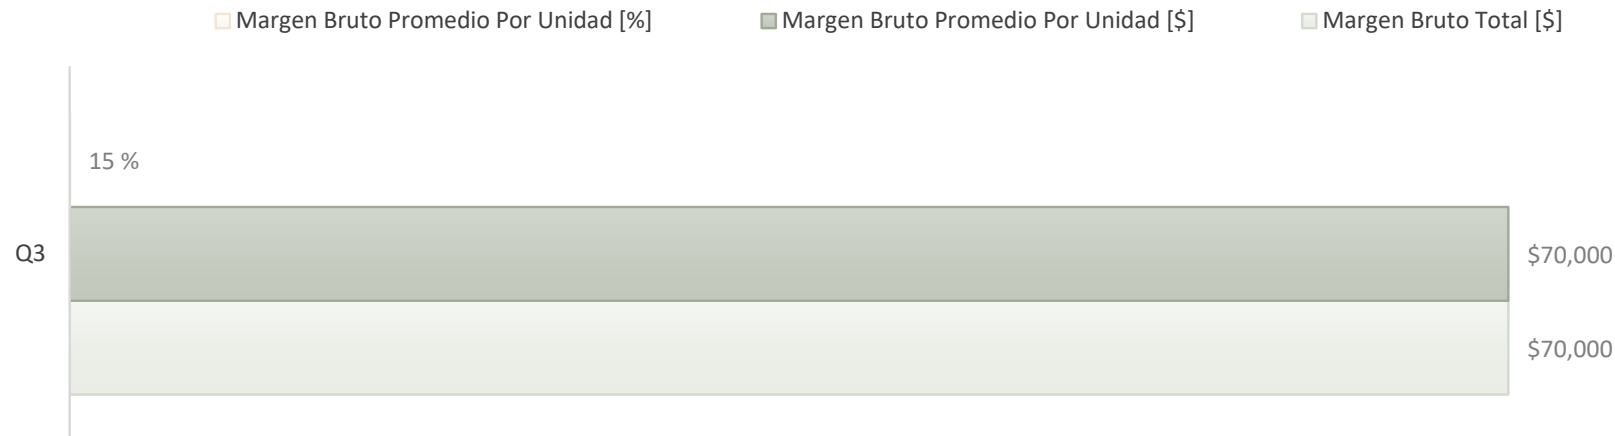 Margen Bruto Promedio Por Unidad [%] Margen Bruto Promedio Por Unidad [$] Margen Bruto Total [$]
15 %
Q3
$70,000
$70,000